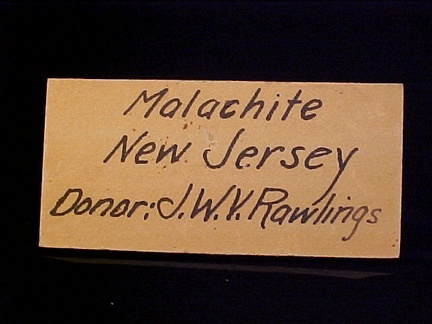 Malachite
New Jersey
Donor: J.W.V. Rawlings